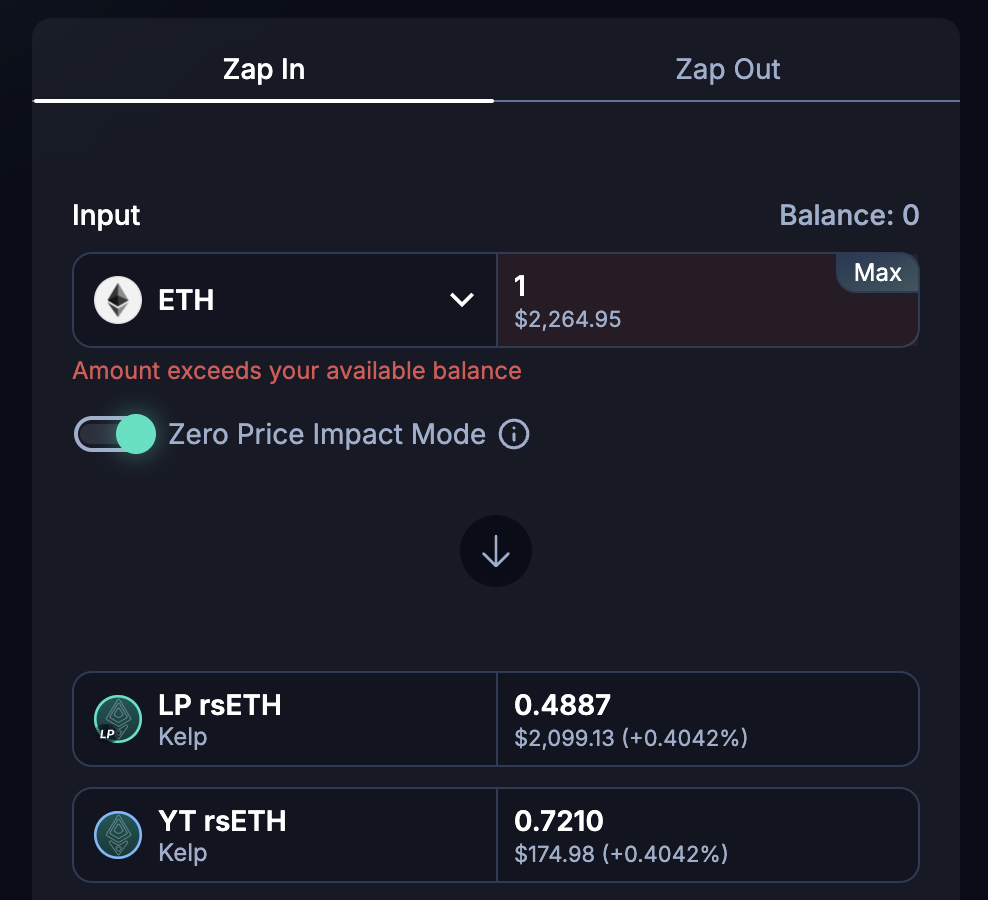 Zap In
Zap Out
Input
Balance: 0
ETH
1
Max
$2,264.95
Amount exceeds your available balance
Zero Price Impact Mode
LP rsETH
LP
Kelp
0.4887
$2,099.13 (+0.4042%)
YT rsETH
Kelp
0.7210
$174.98 (+0.4042%)